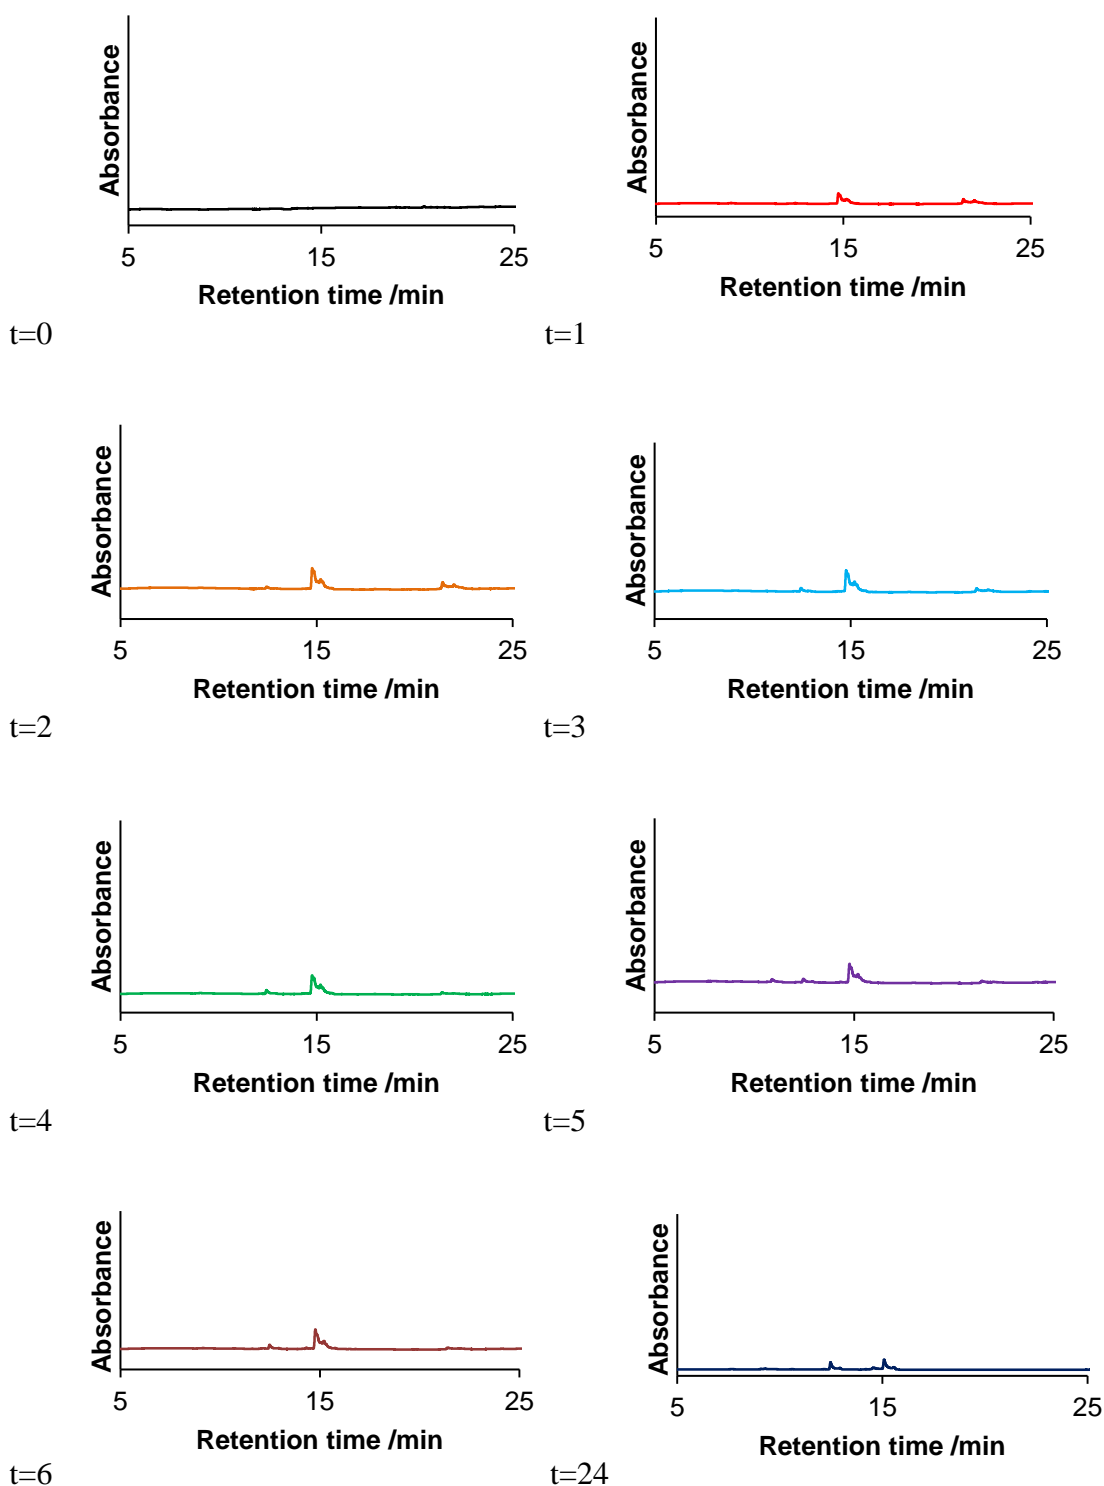 Absorbance
5 15 25
Retention time /min
t=0
Absorbance
5 15 25
Retention time /min
t=1
Absorbance
5 15 25
Retention time /min
t=2
Absorbance
5 15 25
Retention time /min
t=3
Absorbance
5 15 25
Retention time /min
t=4
Absorbance
5 15 25
Retention time /min
t=5
Absorbance
5 15 25
Retention time /min
t=6
Absorbance
5 15 25
Retention time /min
t=24